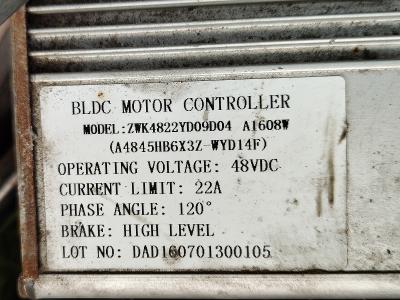 BLDC MOTOR CONTROLLER
MODEL:ZWK4822YD09D04 A1608W
(A4845HB6X3Z-WYD14F)
OPERATING VOLTAGE: 48VDC
CURRENT LIMIT: 22A
PHASE ANGLE: 120°
BRAKE: HIGH LEVEL
LOT NO: DAD160701300105